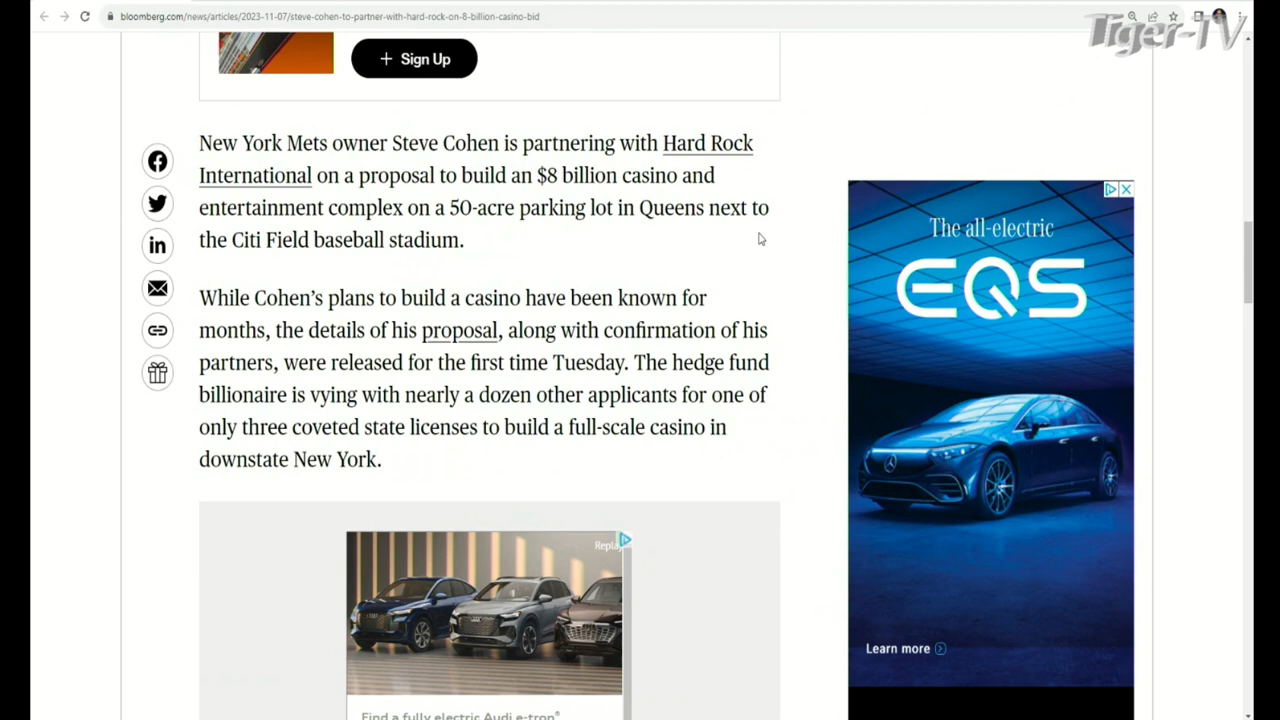 bloomberg.com/news/articles/2023-11-07/steve-cohen-to-partner-with-hard-rock-on-8-billion-casino-bid
Tiger-TV
+ Sign Up
New York Mets owner Steve Cohen is partnering with Hard Rock
International on a proposal to build an $8 billion casino and
entertainment complex on a 50-acre parking lot in Queens next to
the Citi Field baseball stadium.
While Cohen’s plans to build a casino have been known for
months, the details of his proposal, along with confirmation of his
partners, were released for the first time Tuesday. The hedge fund
billionaire is vying with nearly a dozen other applicants for one of
only three coveted state licenses to build a full-scale casino in
downstate New York.
The all-electric
EQS
Learn more
Replay
Find a fully electric Audi e-tron®